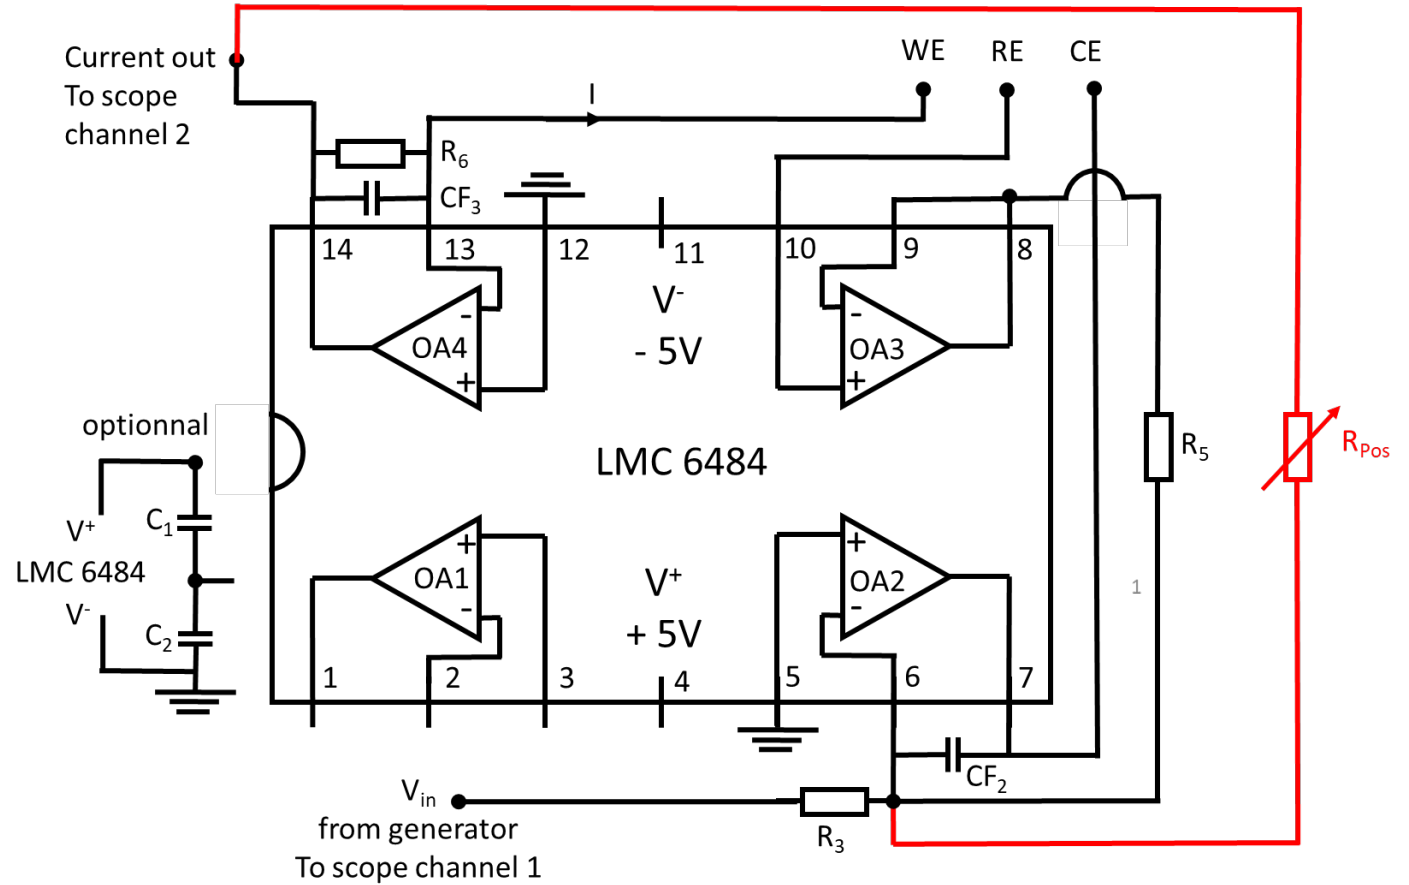 Current out
To scope
channel 2
WE
RE
CE
I
R6
CF3
14
13
12
11
10
9
8
V-
- 5V
-
OA4
+
-
OA3
+
optionnal
LMC 6484
R5
RPos
V+
C1
LMC 6484
V-
C2
+
OA1
-
V+
+ 5V
+
OA2
-
1
1
2
3
4
5
6
7
CF2
Vin
from generator
To scope channel 1
R3